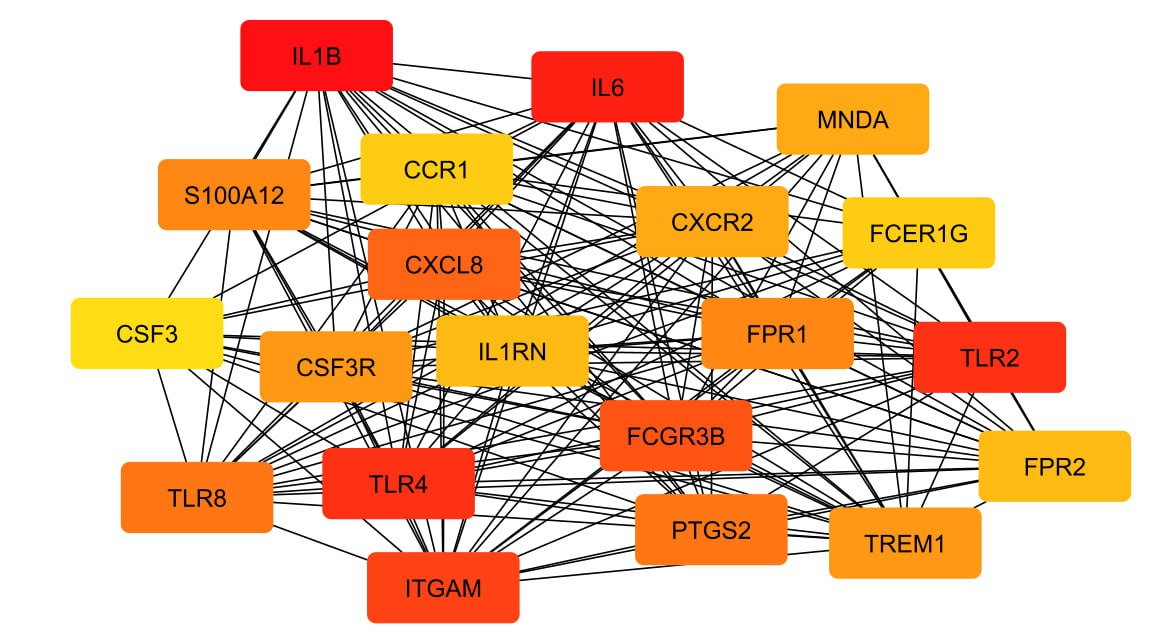 IL1B
IL6
MNDA
CCR1
S100A12
CXCR2
FCER1G
CXCL8
CSF3
FPR1
IL1RN
TLR2
CSF3R
FCGR3B
FPR2
TLR4
TLR8
PTGS2
TREM1
ITGAM